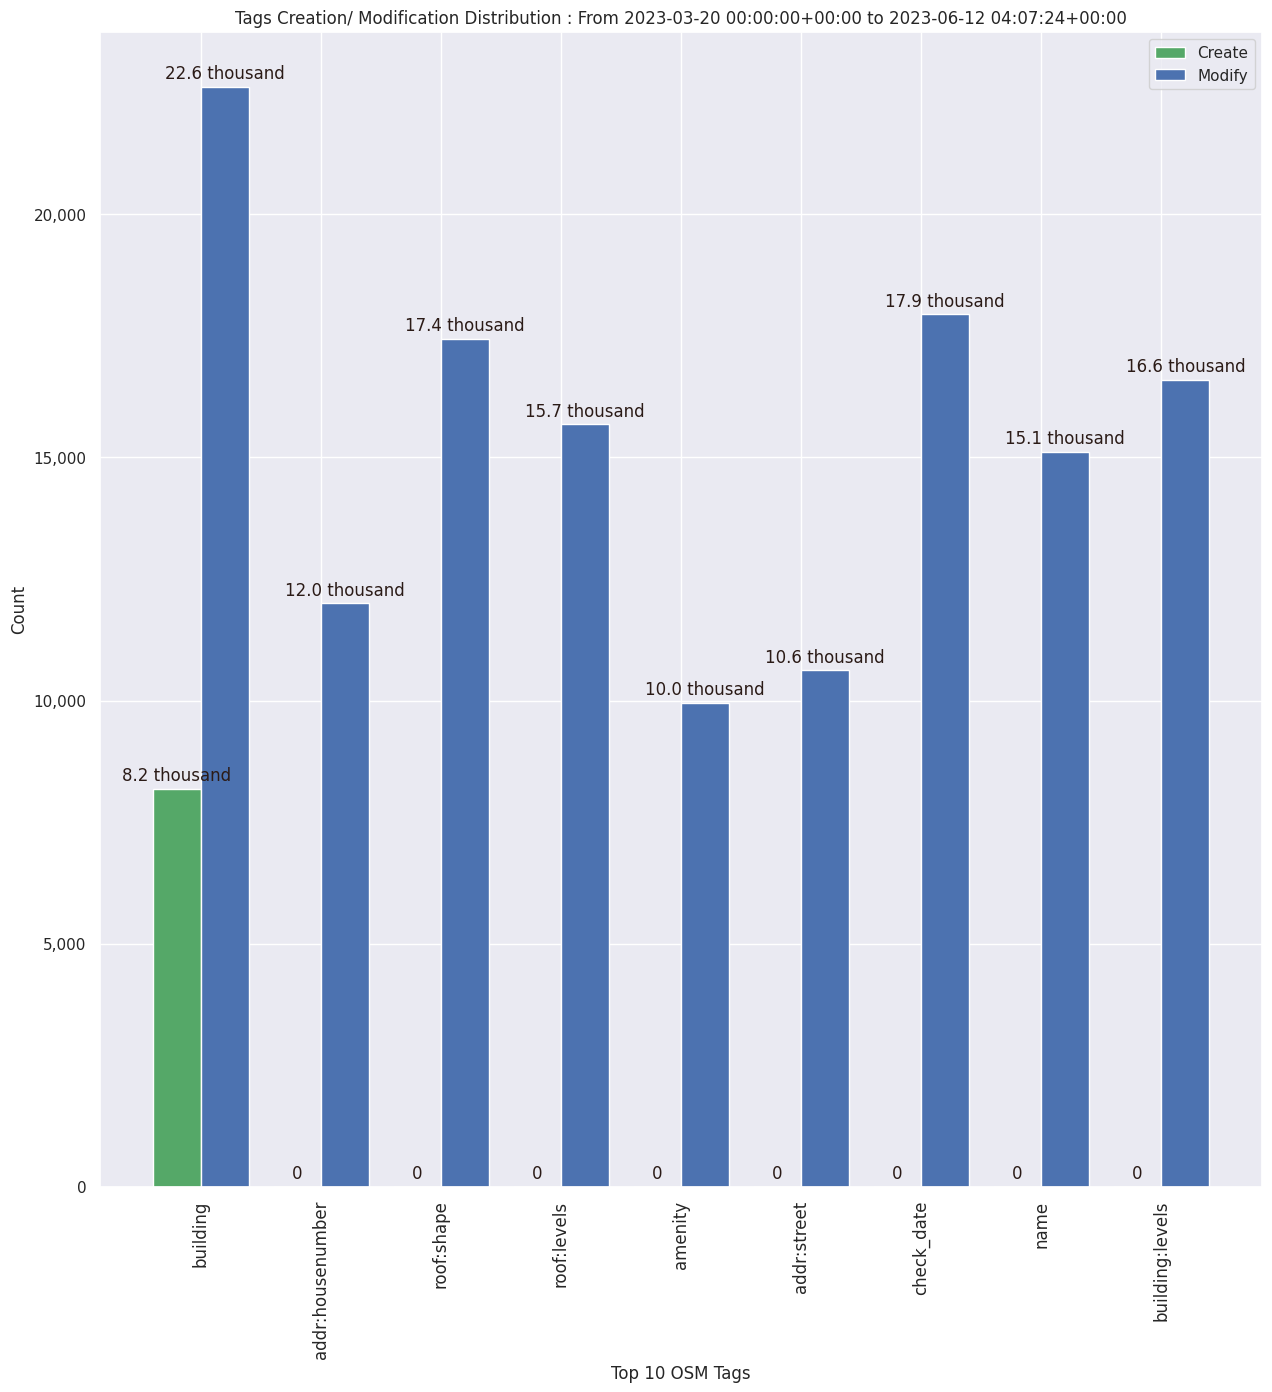 Tags Creation/ Modification Distribution : From 2023-03-20 00:00:00+00:00 to 2023-06-12 04:07:24+00:00
Create
Modify
22.6 thousand
20,000
17.9 thousand
17.4 thousand
16.6 thousand
15.7 thousand
15.1 thousand
15,000
12.0 thousand
Count
10.6 thousand
10.0 thousand
10,000
8.2 thousand
5,000
0 0 0 0 0 0 0 0
0
building
addr:housenumber
roof:shape
roof:levels
amenity
addr:street
check_date
name
building:levels
Top 10 OSM Tags